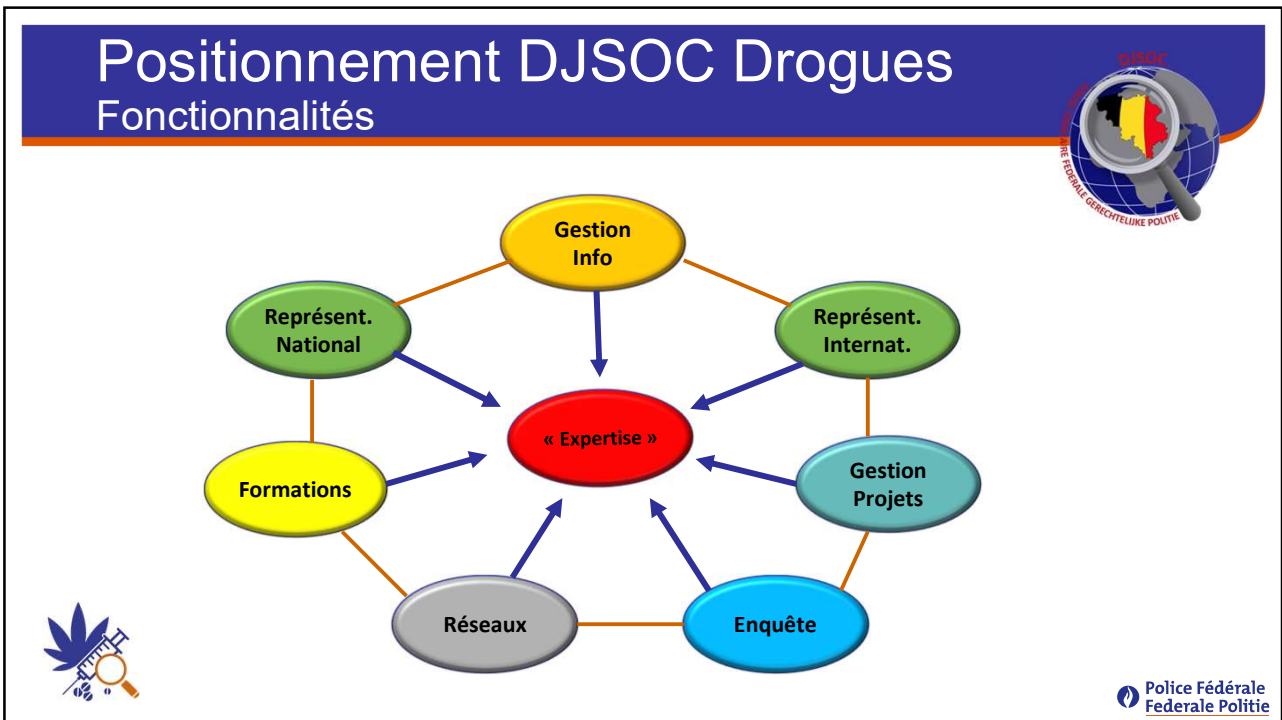 Positionnement DJSOC Drogues
Fonctionnalités
DJSOC
FEDERALE GERECHTELIJKE POLITIE
Gestion
Info
Représent.
National
Représent.
Internat.
« Expertise »
Formations
Gestion
Projets
Réseaux
Enquête
Police Fédérale
Federale Politie